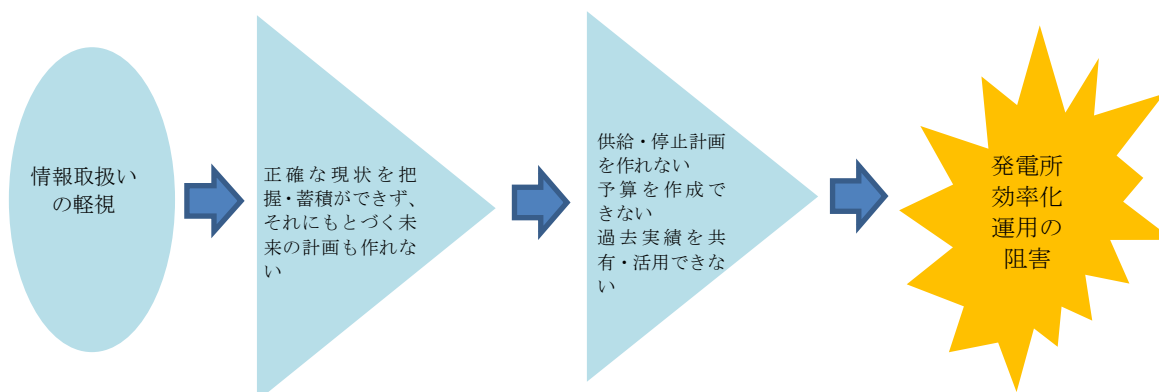 情報取扱い
の軽視
正確な現状を把
握・蓄積ができず、
それにもとづく未
来の計画も作れな
い
供給・停止計画
を作れない
予算を作成で
きない
過去実績を共
有・活用できな
い
発電所
効率化
運用の
阻害